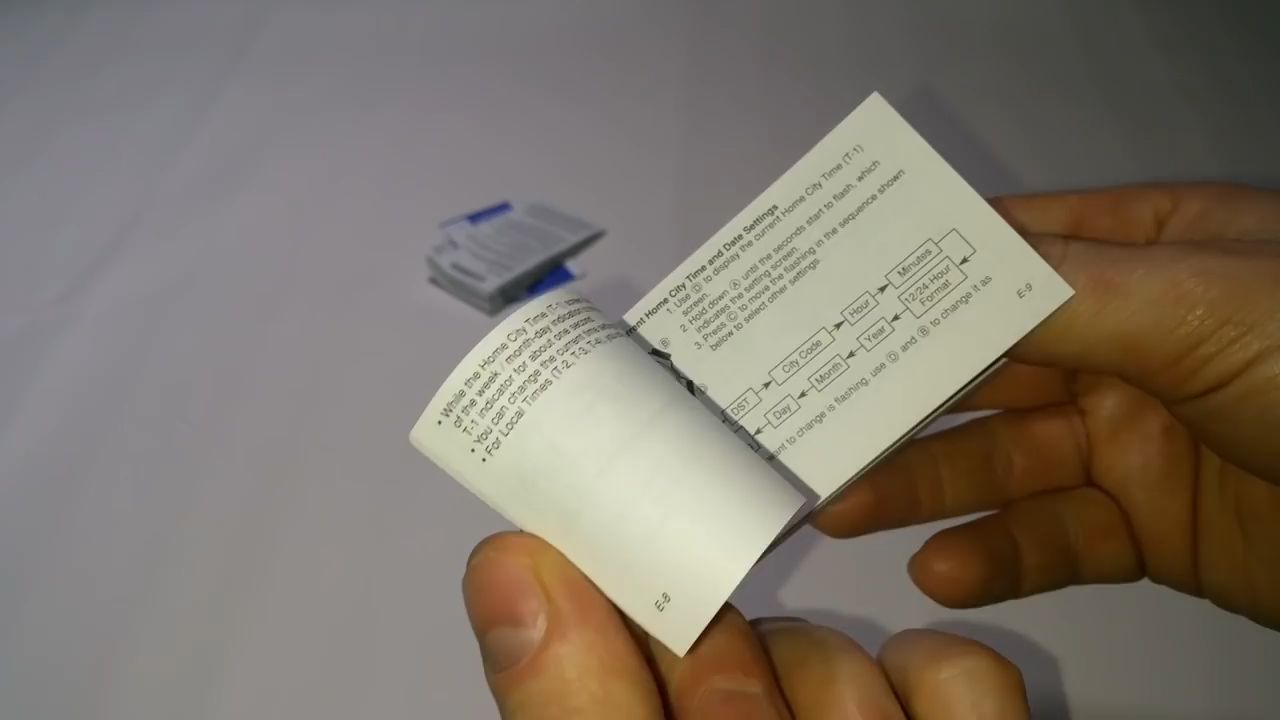 • While the Home City Time (T-1)
of the week / month-day indicator
T-1 indicator for about one second.
• You can change the current time
• For Local Times (T-2, T-3, T-4),
E-8
Home City Time and Date Settings
1. Use Ⓓ to display the current Home City Time (T-1)
screen.
2. Hold down Ⓐ until the seconds start to flash, which
indicates the setting screen.
3. Press Ⓒ to move the flashing in the sequence shown
below to select other settings.
DST
City Code
Hour
Minutes
Day
Month
Year
12/24-Hour
Format
to change is flashing, use Ⓓ and Ⓑ to change it as
E-9